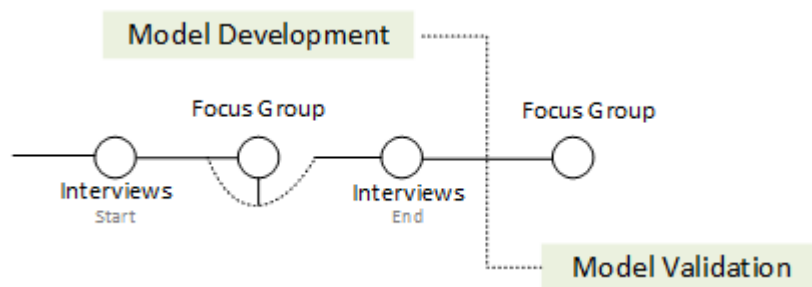 Model Development
Focus Group
Focus Group
Interviews
Start
Interviews
End
Model Validation